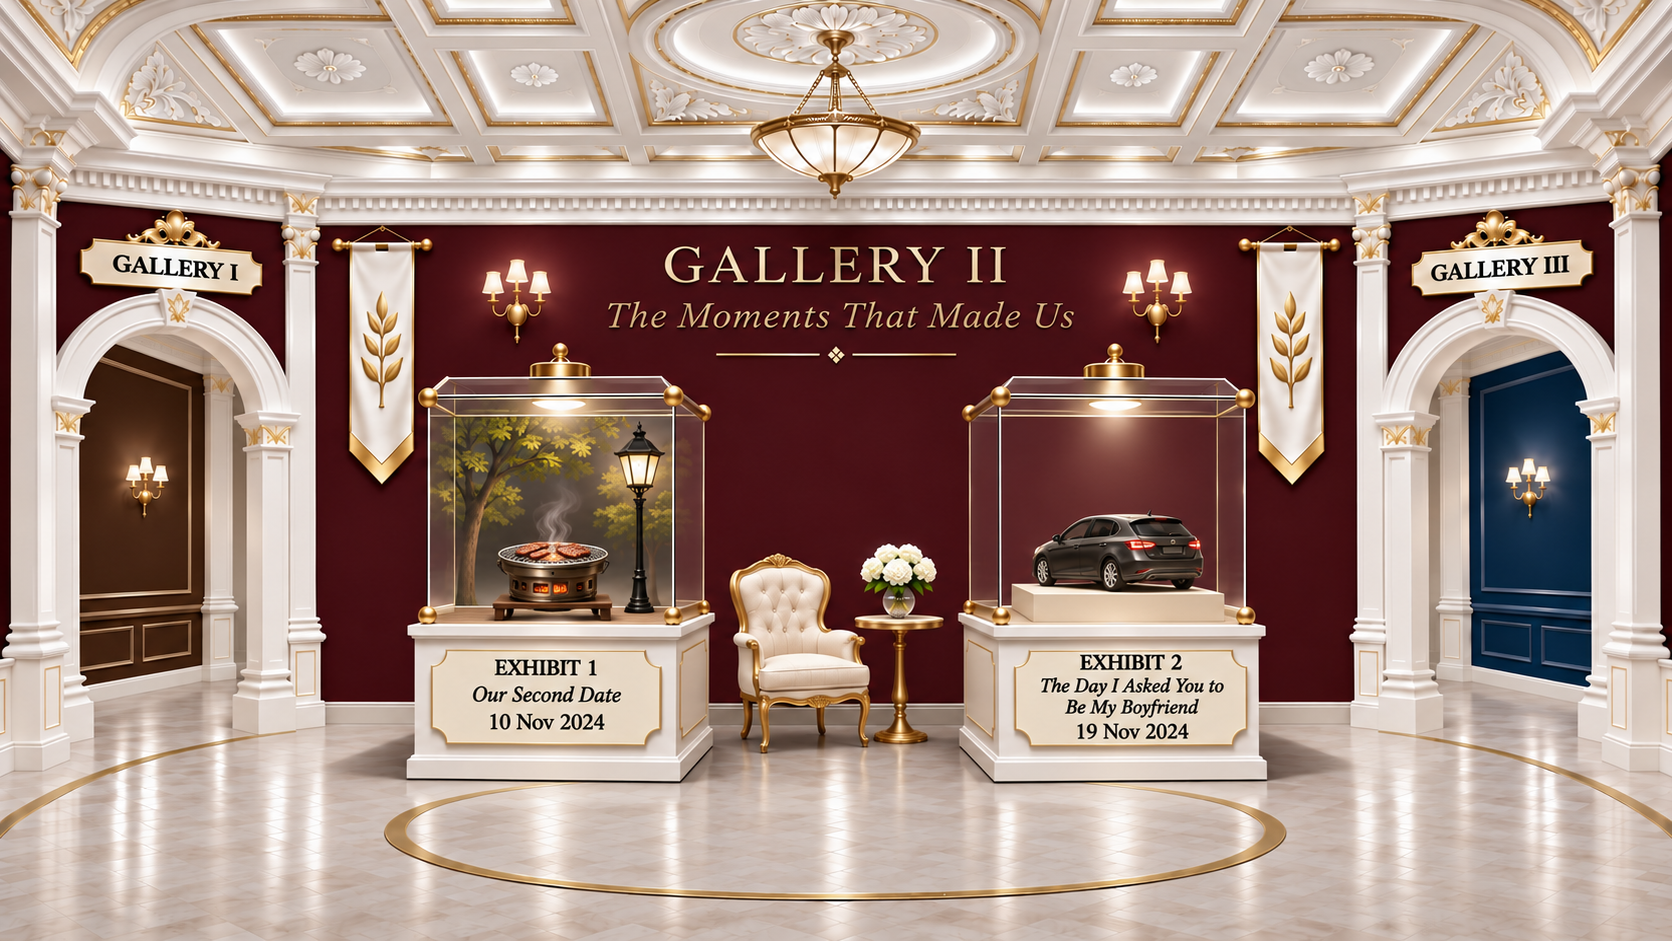 GALLERY I
GALLERY II
The Moments That Made Us
GALLERY III
EXHIBIT 1
Our Second Date
10 Nov 2024
EXHIBIT 2
The Day I Asked You to
Be My Boyfriend
19 Nov 2024